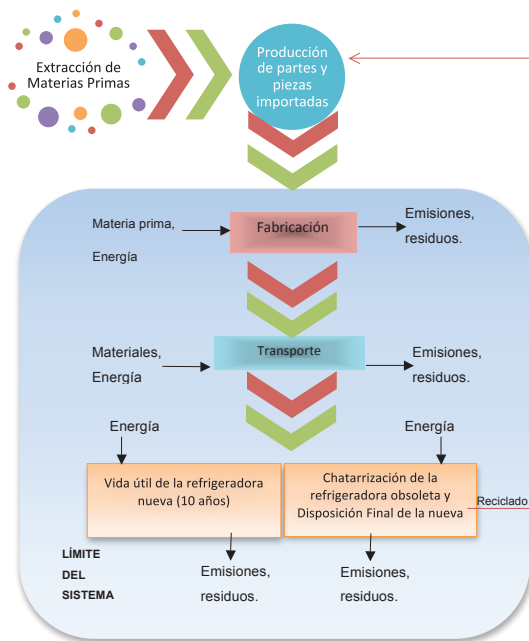 Extracción de
Materias Primas
Producción
de partes y
piezas
importadas
Materia prima,
Energía
Fabricación
Emisiones,
residuos.
Materiales,
Energía
Transporte
Emisiones,
residuos.
Energía
Energía
Vida útil de la refrigeradora
nueva (10 años)
Chatarrización de la
refrigeradora obsoleta y
Disposición Final de la nueva
Reciclado
LÍMITE
DEL
SISTEMA
Emisiones,
residuos.
Emisiones,
residuos.